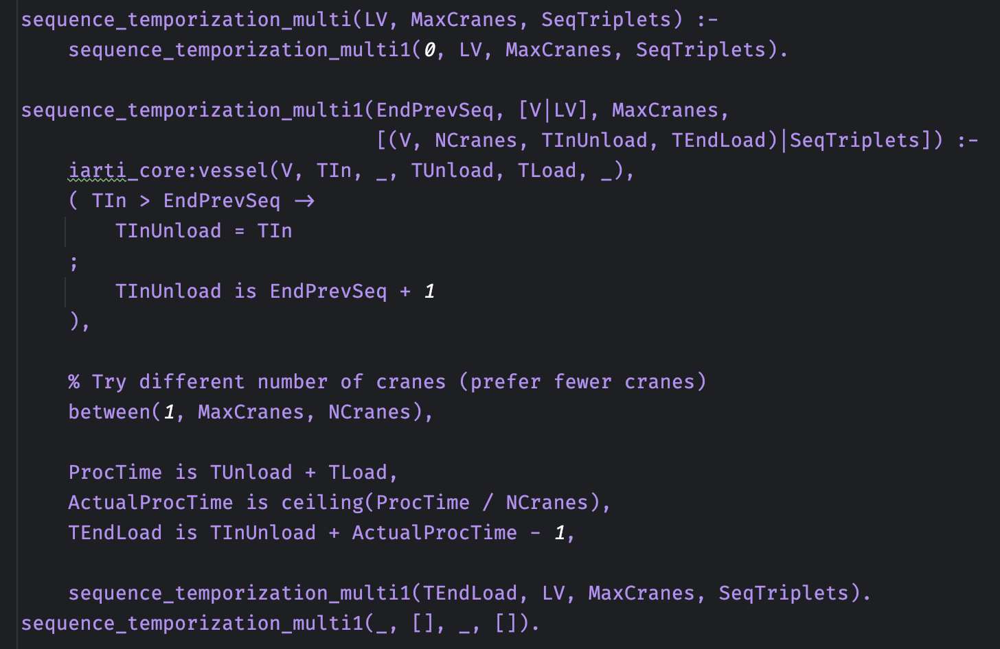 sequence_temporization_multi(LV, MaxCranes, SeqTriplets) :-
    sequence_temporization_multi1(0, LV, MaxCranes, SeqTriplets).

sequence_temporization_multi1(EndPrevSeq, [V|LV], MaxCranes,
                              [(V, NCranes, TInUnload, TEndLoad)|SeqTriplets]) :-
    iarti_core:vessel(V, TIn, _, TUnload, TLoad, _),
    ( TIn > EndPrevSeq ->
        TInUnload = TIn
    ;
        TInUnload is EndPrevSeq + 1
    ),

    % Try different number of cranes (prefer fewer cranes)
    between(1, MaxCranes, NCranes),

    ProcTime is TUnload + TLoad,
    ActualProcTime is ceiling(ProcTime / NCranes),
    TEndLoad is TInUnload + ActualProcTime - 1,

    sequence_temporization_multi1(TEndLoad, LV, MaxCranes, SeqTriplets).
sequence_temporization_multi1(_, [], _, []).